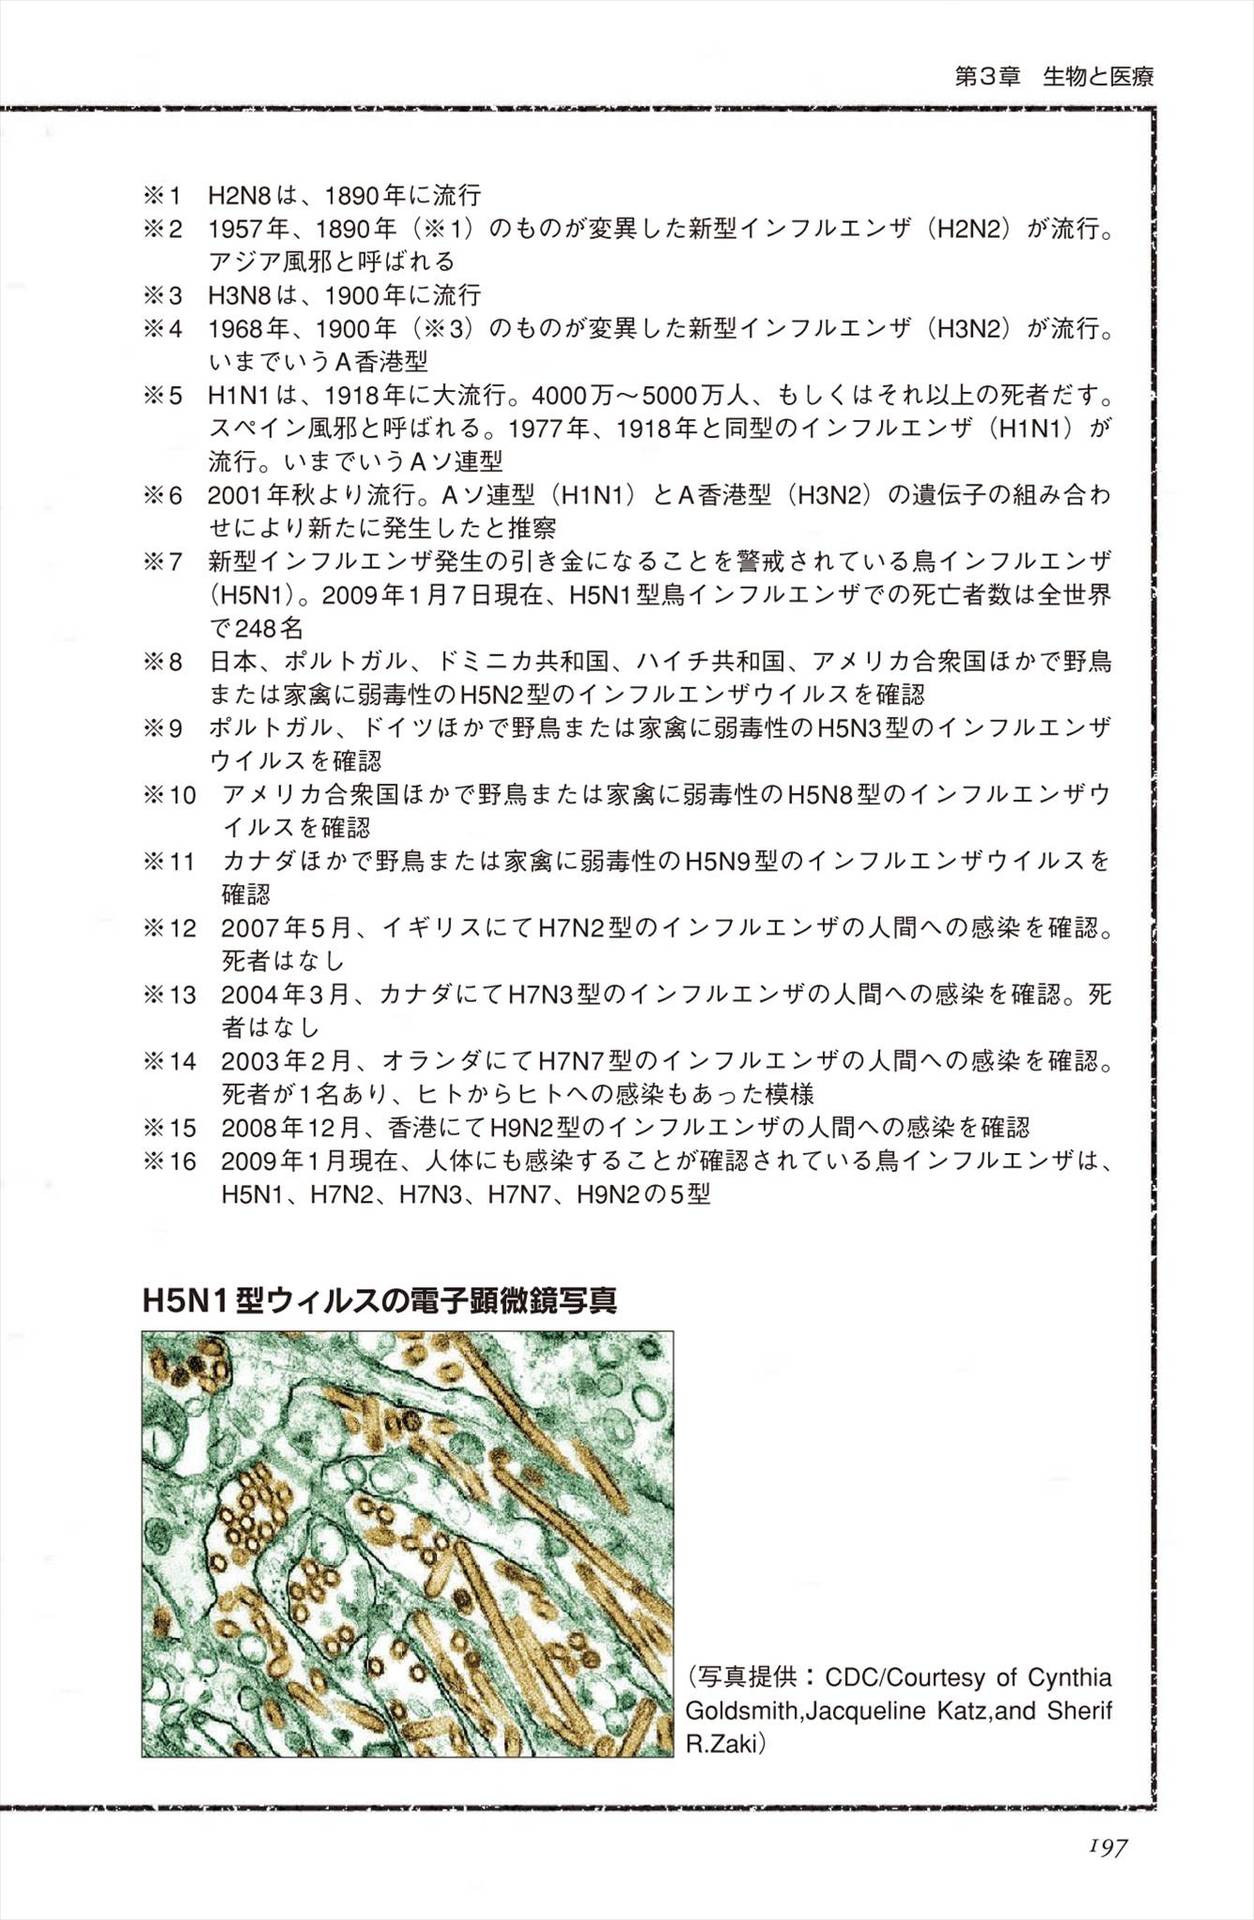 第3章　生物と医療
※1　H2N8は、1890年に流行
※2　1957年、1890年（※1）のものが変異した新型インフルエンザ（H2N2）が流行。
アジア風邪と呼ばれる
※3　H3N8は、1900年に流行
※4　1968年、1900年（※3）のものが変異した新型インフルエンザ（H3N2）が流行。
いまでいうA香港型
※5　H1N1は、1918年に大流行。4000万〜5000万人、もしくはそれ以上の死者だす。
スペイン風邪と呼ばれる。1977年、1918年と同型のインフルエンザ（H1N1）が
流行。いまでいうAソ連型
※6　2001年秋より流行。Aソ連型（H1N1）とA香港型（H3N2）の遺伝子の組み合わ
せにより新たに発生したと推察
※7　新型インフルエンザ発生の引き金になることを警戒されている鳥インフルエンザ
（H5N1）。2009年1月7日現在、H5N1型鳥インフルエンザでの死亡者数は全世界
で248名
※8　日本、ポルトガル、ドミニカ共和国、ハイチ共和国、アメリカ合衆国ほかで野鳥
または家禽に弱毒性のH5N2型のインフルエンザウイルスを確認
※9　ポルトガル、ドイツほかで野鳥または家禽に弱毒性のH5N3型のインフルエンザ
ウイルスを確認
※10　アメリカ合衆国ほかで野鳥または家禽に弱毒性のH5N8型のインフルエンザウ
イルスを確認
※11　カナダほかで野鳥または家禽に弱毒性のH5N9型のインフルエンザウイルスを
確認
※12　2007年5月、イギリスにてH7N2型のインフルエンザの人間への感染を確認。
死者はなし
※13　2004年3月、カナダにてH7N3型のインフルエンザの人間への感染を確認。死
者はなし
※14　2003年2月、オランダにてH7N7型のインフルエンザの人間への感染を確認。
死者が1名あり、ヒトからヒトへの感染もあった模様
※15　2008年12月、香港にてH9N2型のインフルエンザの人間への感染を確認
※16　2009年1月現在、人体にも感染することが確認されている鳥インフルエンザは、
H5N1、H7N2、H7N3、H7N7、H9N2の5型
H5N1型ウィルスの電子顕微鏡写真
（写真提供：CDC/Courtesy of Cynthia
Goldsmith,Jacqueline Katz,and Sherif
R.Zaki）
197